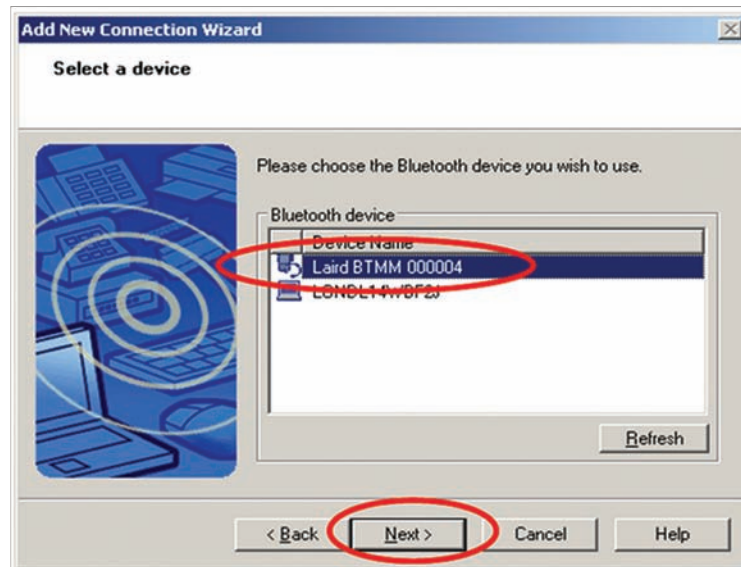 Add New Connection Wizard
Select a device
Please choose the Bluetooth device you wish to use.
Bluetooth device
Device Name
Laird BTMM 000004
< Back Next > Cancel Help
Refresh